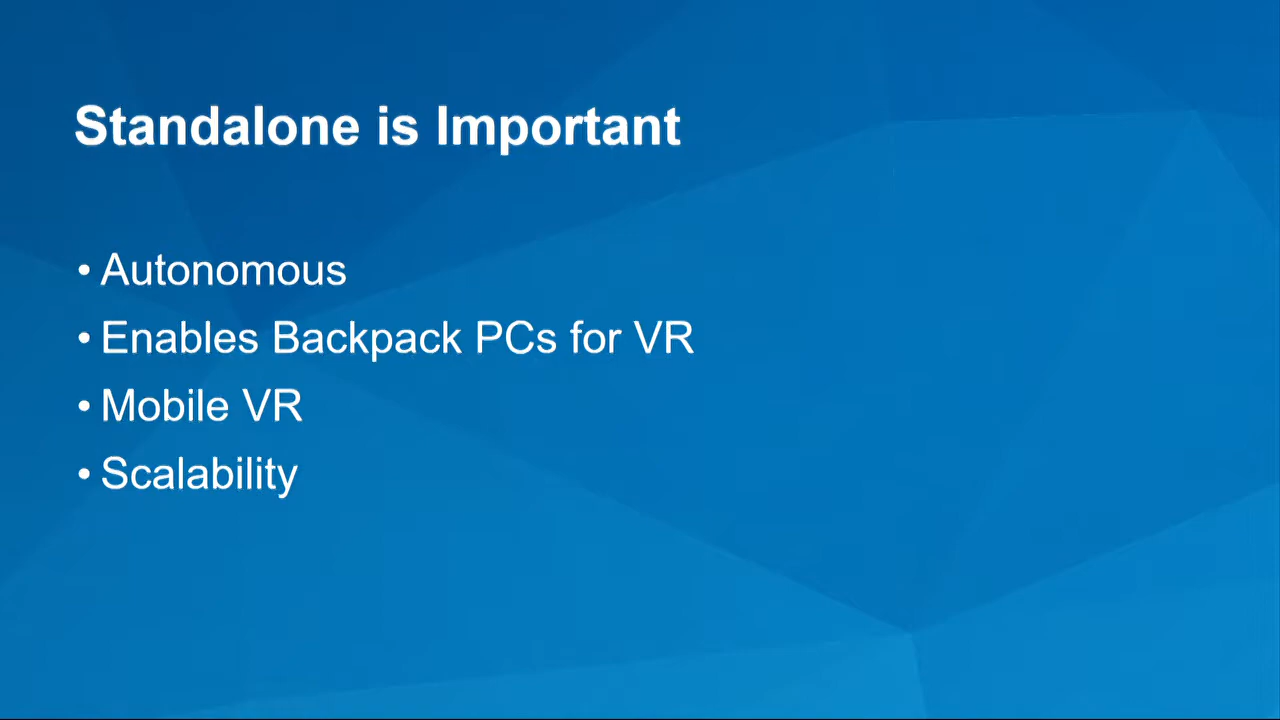 Standalone is Important
• Autonomous
• Enables Backpack PCs for VR
• Mobile VR
• Scalability